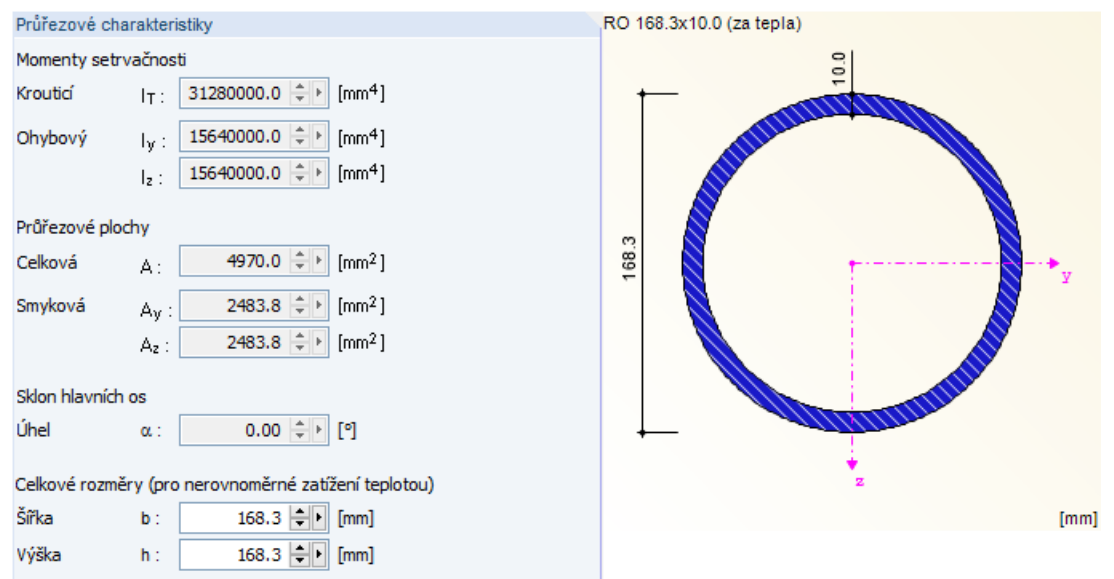 Průřezové charakteristiky
Momenty setrvačnosti
Krouticí IT : 31280000.0 [mm4]
Ohybový Iy : 15640000.0 [mm4]
Iz : 15640000.0 [mm4]
Průřezové plochy
Celková A : 4970.0 [mm2]
Smyková Ay : 2483.8 [mm2]
Az : 2483.8 [mm2]
Sklon hlavních os
Úhel α : 0.00 [°]
Celkové rozměry (pro nerovnoměrné zatížení teplotou)
Šířka b : 168.3 [mm]
Výška h : 168.3 [mm]
RO 168.3x10.0 (za tepla)
10.0
168.3
y
z
[mm]